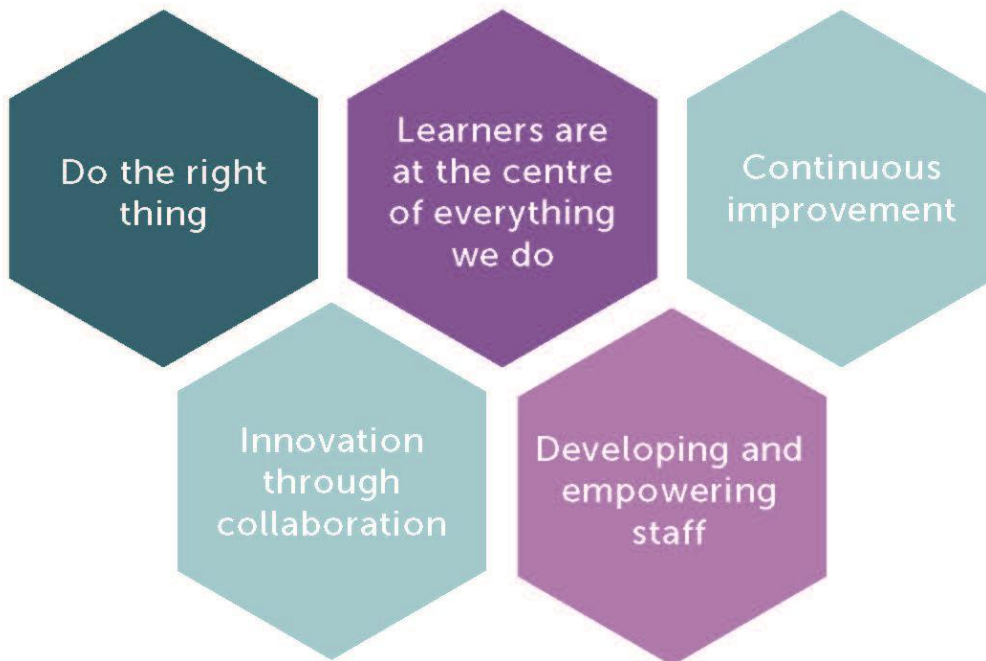 Do the right
thing
Learners are
at the centre
of everything
we do
Continuous
improvement
Innovation
through
collaboration
Developing and
empowering
staff